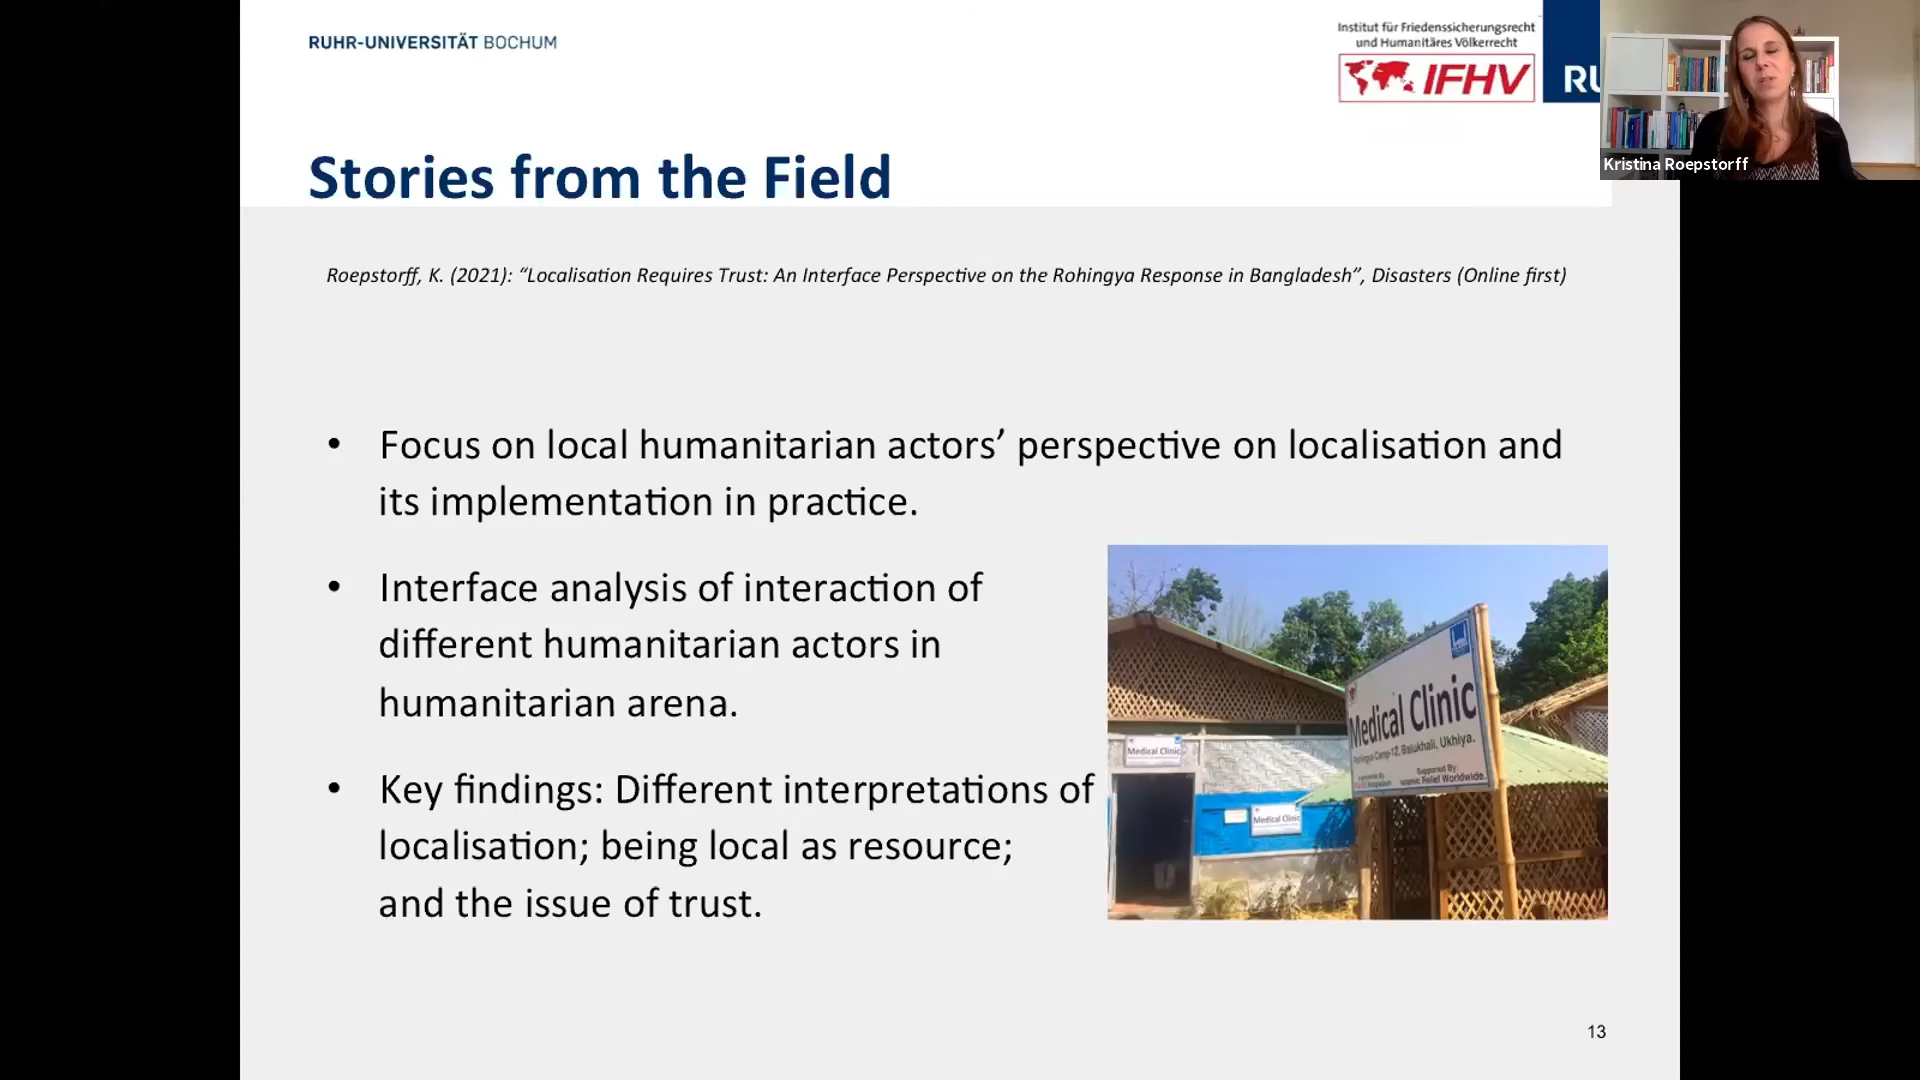 RUHR-UNIVERSITÄT BOCHUM
Institut für Friedenssicherungsrecht
und Humanitäres Völkerrecht
IFHV
RU
Kristina Roepstorff
Stories from the Field
Roepstorff, K. (2021): “Localisation Requires Trust: An Interface Perspective on the Rohingya Response in Bangladesh”, Disasters (Online first)
• Focus on local humanitarian actors’ perspective on localisation and
its implementation in practice.
• Interface analysis of interaction of
different humanitarian actors in
humanitarian arena.
• Key findings: Different interpretations of
localisation; being local as resource;
and the issue of trust.
Medical Clinic
Rohingya Camp-12, Balukhali, Ukhiya.
Supported By:
Islamic Relief Worldwide.
Medical Clinic
Medical Clinic
13